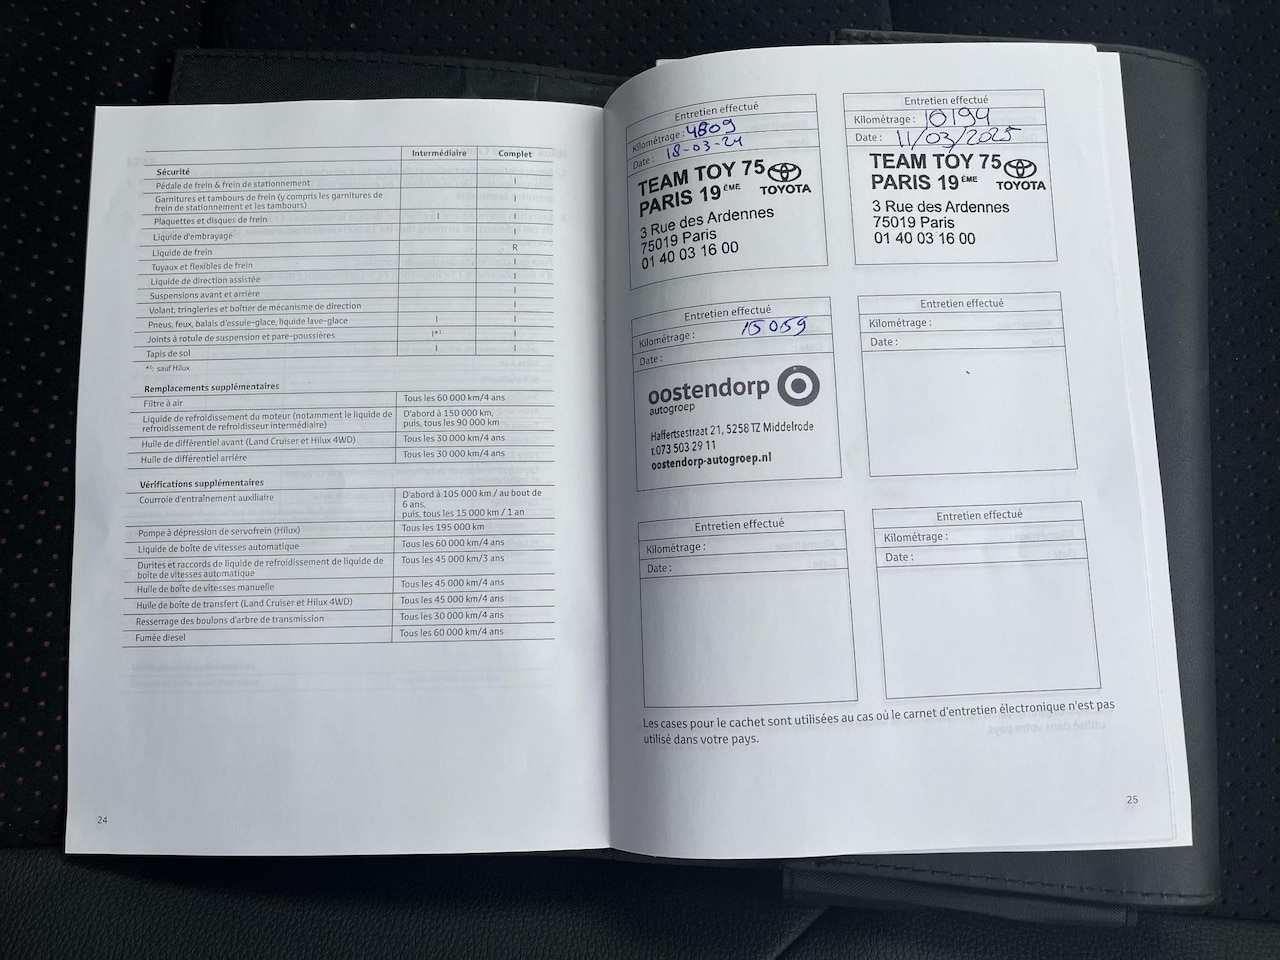 Intermédiaire Complet
Sécurité
Pédale de frein & frein de stationnement I
Garnitures et tambours de frein (y compris les garnitures de
frein de stationnement et les tambours) I
Plaquettes et disques de frein I I
Liquide d'embrayage I
Liquide de frein R
Tuyaux et flexibles de frein I
Liquide de direction assistée I
Suspensions avant et arrière I
Volant, tringleries et boîtier de mécanisme de direction I
Pneus, feux, balais d'essuie-glace, liquide lave-glace I I
Joints à rotule de suspension et pare-poussières I*¹ I
Tapis de sol I I
*¹: sauf Hilux
Remplacements supplémentaires
Filtre à air Tous les 60 000 km/4 ans
Liquide de refroidissement du moteur (notamment le liquide de D'abord à 150 000 km,
refroidissement de refroidisseur intermédiaire) puis, tous les 90 000 km
Huile de différentiel avant (Land Cruiser et Hilux 4WD) Tous les 30 000 km/4 ans
Huile de différentiel arrière Tous les 30 000 km/4 ans
Vérifications supplémentaires
Courroie d'entraînement auxiliaire D'abord à 105 000 km / au bout de
6 ans,
puis, tous les 15 000 km / 1 an
Pompe à dépression de servofrein (Hilux) Tous les 195 000 km
Liquide de boîte de vitesses automatique Tous les 60 000 km/4 ans
Durites et raccords de liquide de refroidissement de liquide de Tous les 45 000 km/3 ans
boîte de vitesses automatique
Huile de boîte de vitesses manuelle Tous les 45 000 km/4 ans
Huile de boîte de transfert (Land Cruiser et Hilux 4WD) Tous les 45 000 km/4 ans
Resserrage des boulons d'arbre de transmission Tous les 30 000 km/4 ans
Fumée diesel Tous les 60 000 km/4 ans
24
Entretien effectué
Kilométrage : 4809
Date : 18-03-24
TEAM TOY 75
PARIS 19ÈME TOYOTA
3 Rue des Ardennes
75019 Paris
01 40 03 16 00
Entretien effectué
Kilométrage : 10194
Date : 11/03/2025
TEAM TOY 75
PARIS 19ÈME TOYOTA
3 Rue des Ardennes
75019 Paris
01 40 03 16 00
Entretien effectué
Kilométrage : 15059
Date :
oostendorp
autogroep
Haffertsestraat 21, 5258 TZ Middelrode
t.073 503 29 11
oostendorp-autogroep.nl
Entretien effectué
Kilométrage :
Date :
Entretien effectué
Kilométrage :
Date :
Entretien effectué
Kilométrage :
Date :
Les cases pour le cachet sont utilisées au cas où le carnet d'entretien électronique n'est pas
utilisé dans votre pays.
25